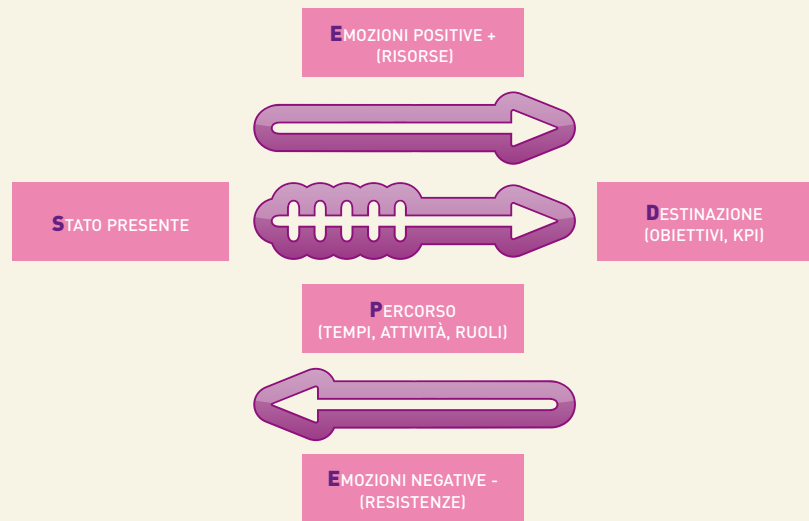 EMOZIONI POSITIVE +
(RISORSE)
STATO PRESENTE
DESTINAZIONE
(OBIETTIVI, KPI)
PERCORSO
(TEMPI, ATTIVITÀ, RUOLI)
EMOZIONI NEGATIVE -
(RESISTENZE)